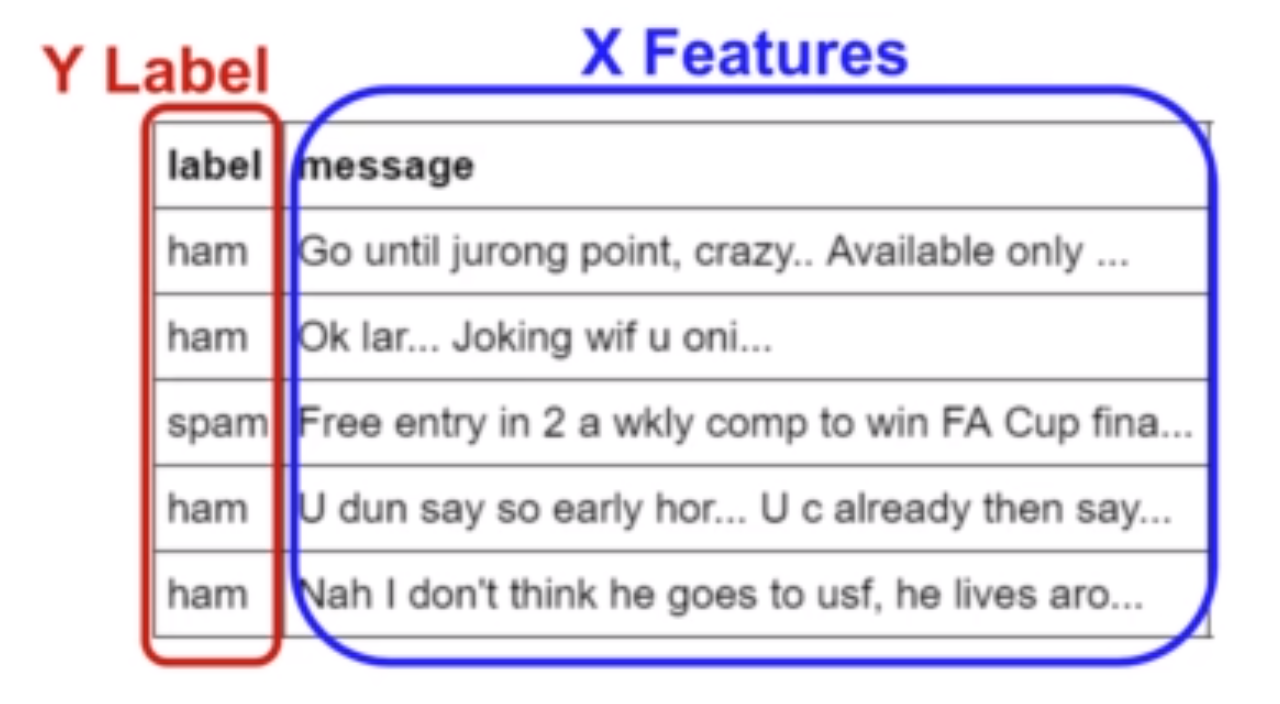 Y Label
X Features
label message
ham Go until jurong point, crazy.. Available only ...
ham Ok lar... Joking wif u oni...
spam Free entry in 2 a wkly comp to win FA Cup fina...
ham U dun say so early hor... U c already then say...
ham Nah I don't think he goes to usf, he lives aro...